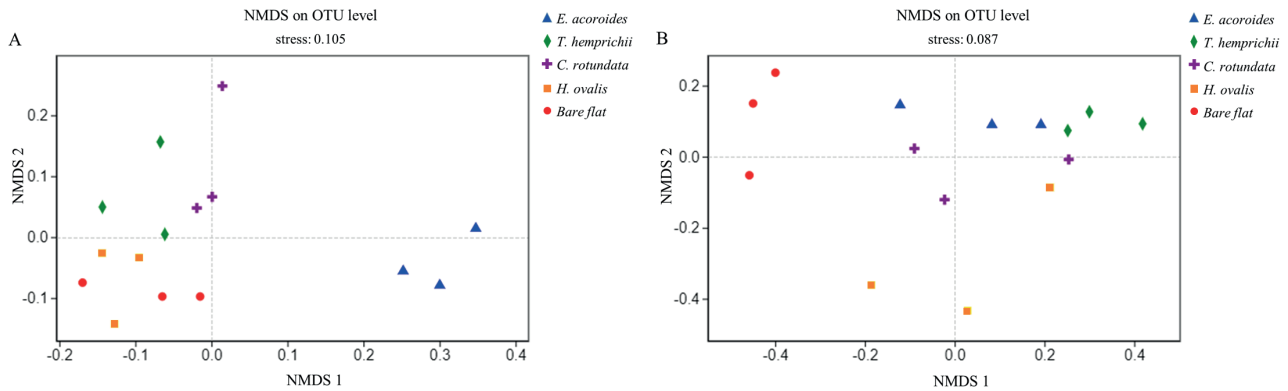 A
NMDS on OTU level
stress: 0.105
E. acoroides
T. hemprichii
C. rotundata
H. ovalis
Bare flat
NMDS 2
0.2
0.1
0.0
-0.1
-0.2
-0.1
0.0
0.1
0.2
0.3
0.4
NMDS 1
B
NMDS on OTU level
stress: 0.087
E. acoroides
T. hemprichii
C. rotundata
H. ovalis
Bare flat
NMDS 2
0.2
0.0
-0.2
-0.4
-0.4
-0.2
0.0
0.2
0.4
NMDS 1